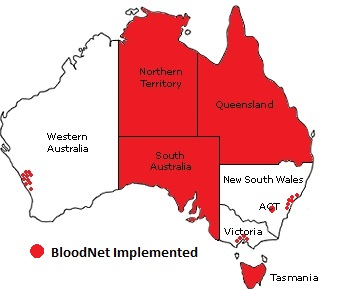 Northern
Territory
Queensland
Western
Australia
South
Australia
New South Wales
ACT
Victoria
BloodNet Implemented
Tasmania